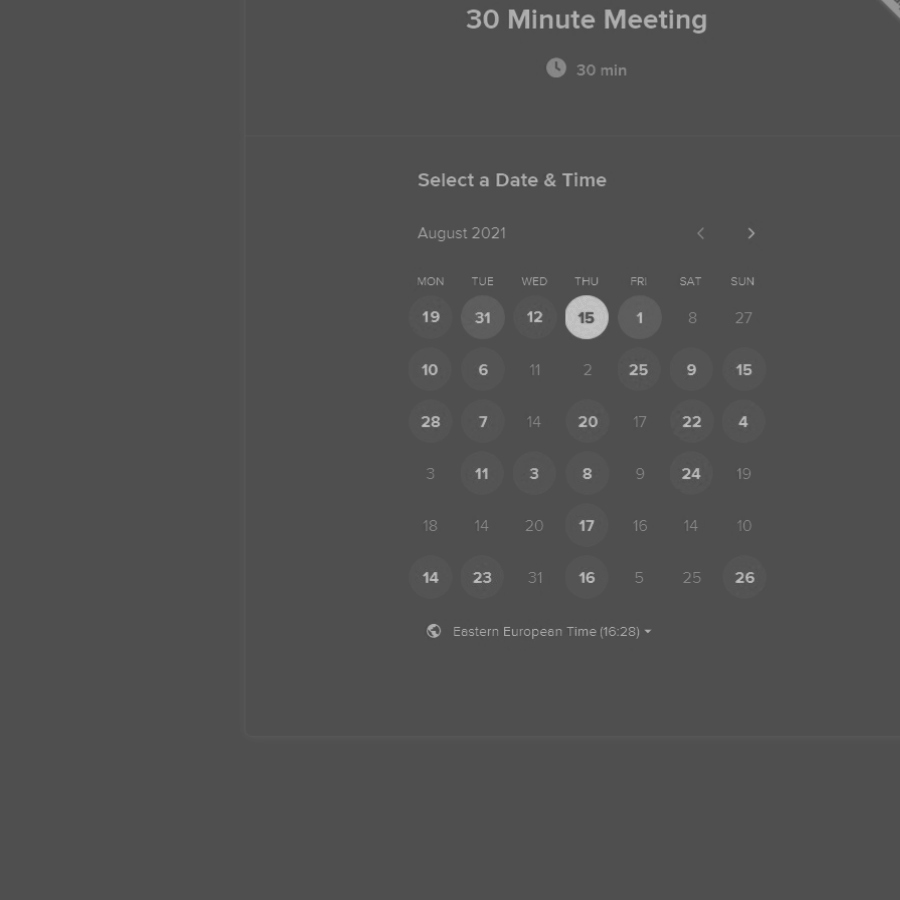 30 Minute Meeting
30 min
Select a Date & Time
August 2021
MON TUE WED THU FRI SAT SUN
19 31 12 15 1 8 27
10 6 11 2 25 9 15
28 7 14 20 17 22 4
3 11 3 8 9 24 19
18 14 20 17 16 14 10
14 23 31 16 5 25 26
Eastern European Time (16:28)